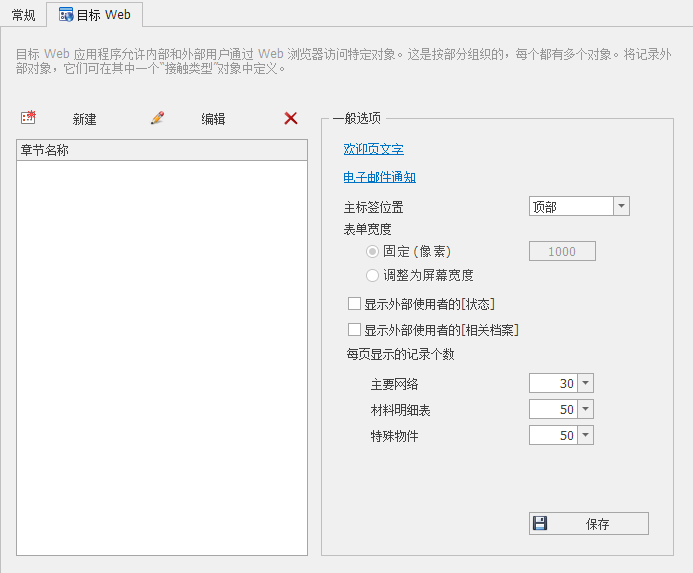 常规
目标 Web
目标 Web 应用程序允许内部和外部用户通过 Web 浏览器访问特定对象。这是按部分组织的，每个都有多个对象。将记录外
部对象，它们可在其中一个“接触类型”对象中定义。
新建
编辑
章节名称
一般选项
欢迎页文字
电子邮件通知
主标签位置
顶部
表单宽度
固定 (像素)
1000
调整为屏幕宽度
显示外部使用者的[状态]
显示外部使用者的[相关档案]
每页显示的记录个数
主要网络
30
材料明细表
50
特殊物件
50
保存